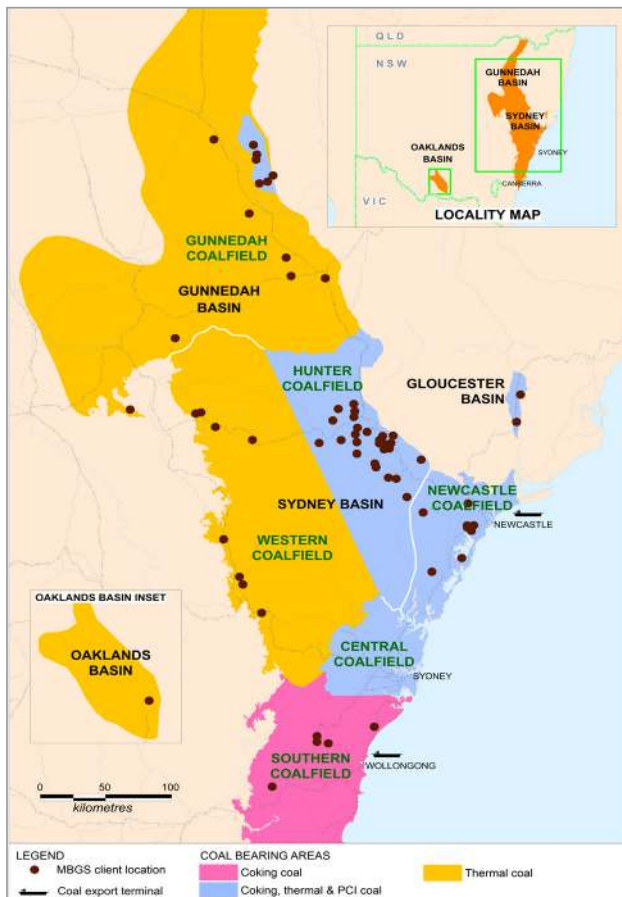 QLD
NSW
GUNNEDAH
BASIN
SYDNEY
BASIN
SYDNEY
OAKLANDS
BASIN
CANBERRA
VIC
LOCALITY MAP
GUNNEDAH
COALFIELD
GUNNEDAH
BASIN
HUNTER
COALFIELD
GLOUCESTER
BASIN
SYDNEY BASIN
NEWCASTLE
COALFIELD
NEWCASTLE
WESTERN
COALFIELD
OAKLANDS BASIN INSET
OAKLANDS
BASIN
CENTRAL
COALFIELD
SYDNEY
SOUTHERN
COALFIELD
WOLLONGONG
0 50 100
kilometres
LEGEND
MBGS client location
Coal export terminal
COAL BEARING AREAS
Coking coal
Coking, thermal & PCI coal
Thermal coal